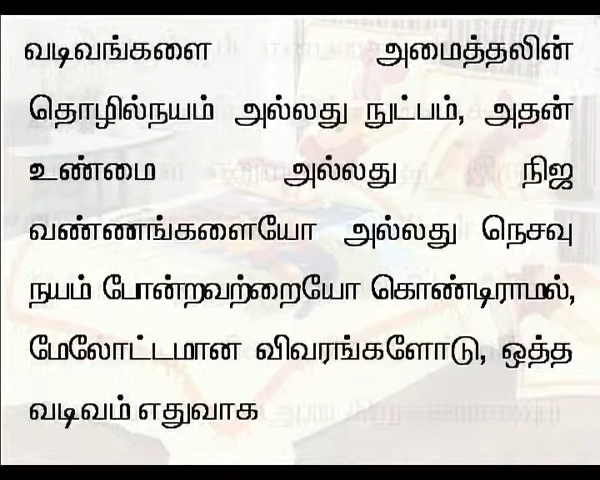 வடிவங்களை அமைத்தலின்
தொழில்நயம் அல்லது நுட்பம், அதன்
உண்மை அல்லது நிஜ
வண்ணங்களையோ அல்லது நெசவு
நயம் போன்றவற்றையோ கொண்டிராமல்,
மேலோட்டமான விவரங்களோடு, ஒத்த
வடிவம் எதுவாக